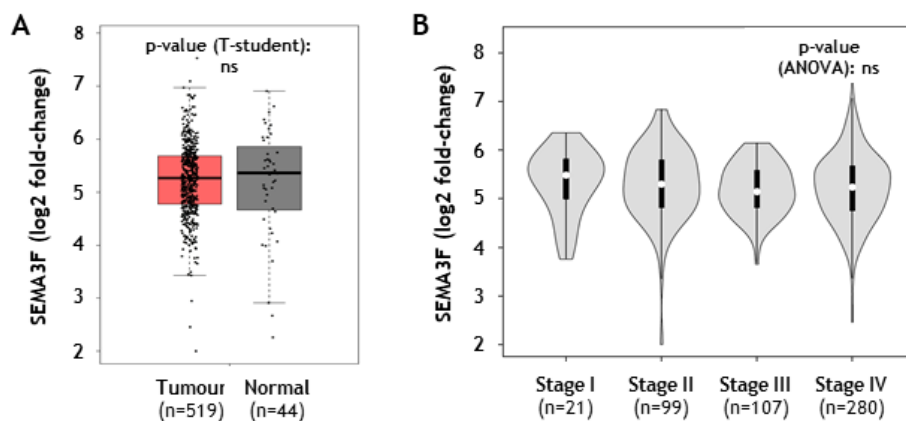 A
SEMA3F (log2 fold-change)
8
7
6
5
4
3
2
p-value (T-student):
ns
Tumour
(n=519)
Normal
(n=44)
B
SEMA3F (log2 fold-change)
8
7
6
5
4
3
2
p-value
(ANOVA): ns
Stage I
(n=21)
Stage II
(n=99)
Stage III
(n=107)
Stage IV
(n=280)